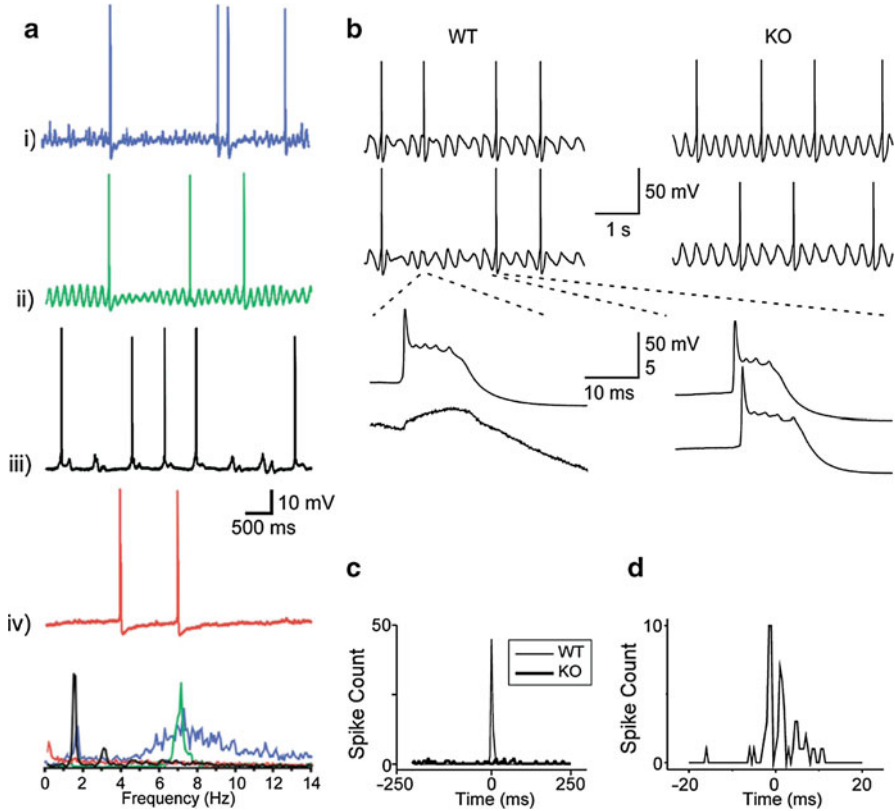 a
i)
ii)
iii)
10 mV
500 ms
iv)
0 2 4 6 8 10 12 14
Frequency (Hz)
b
WT
KO
50 mV
1 s
50 mV
5
10 ms
c
50
Spike Count
0
WT
KO
−250 0 250
Time (ms)
d
10
Spike Count
0
−20 0 20
Time (ms)